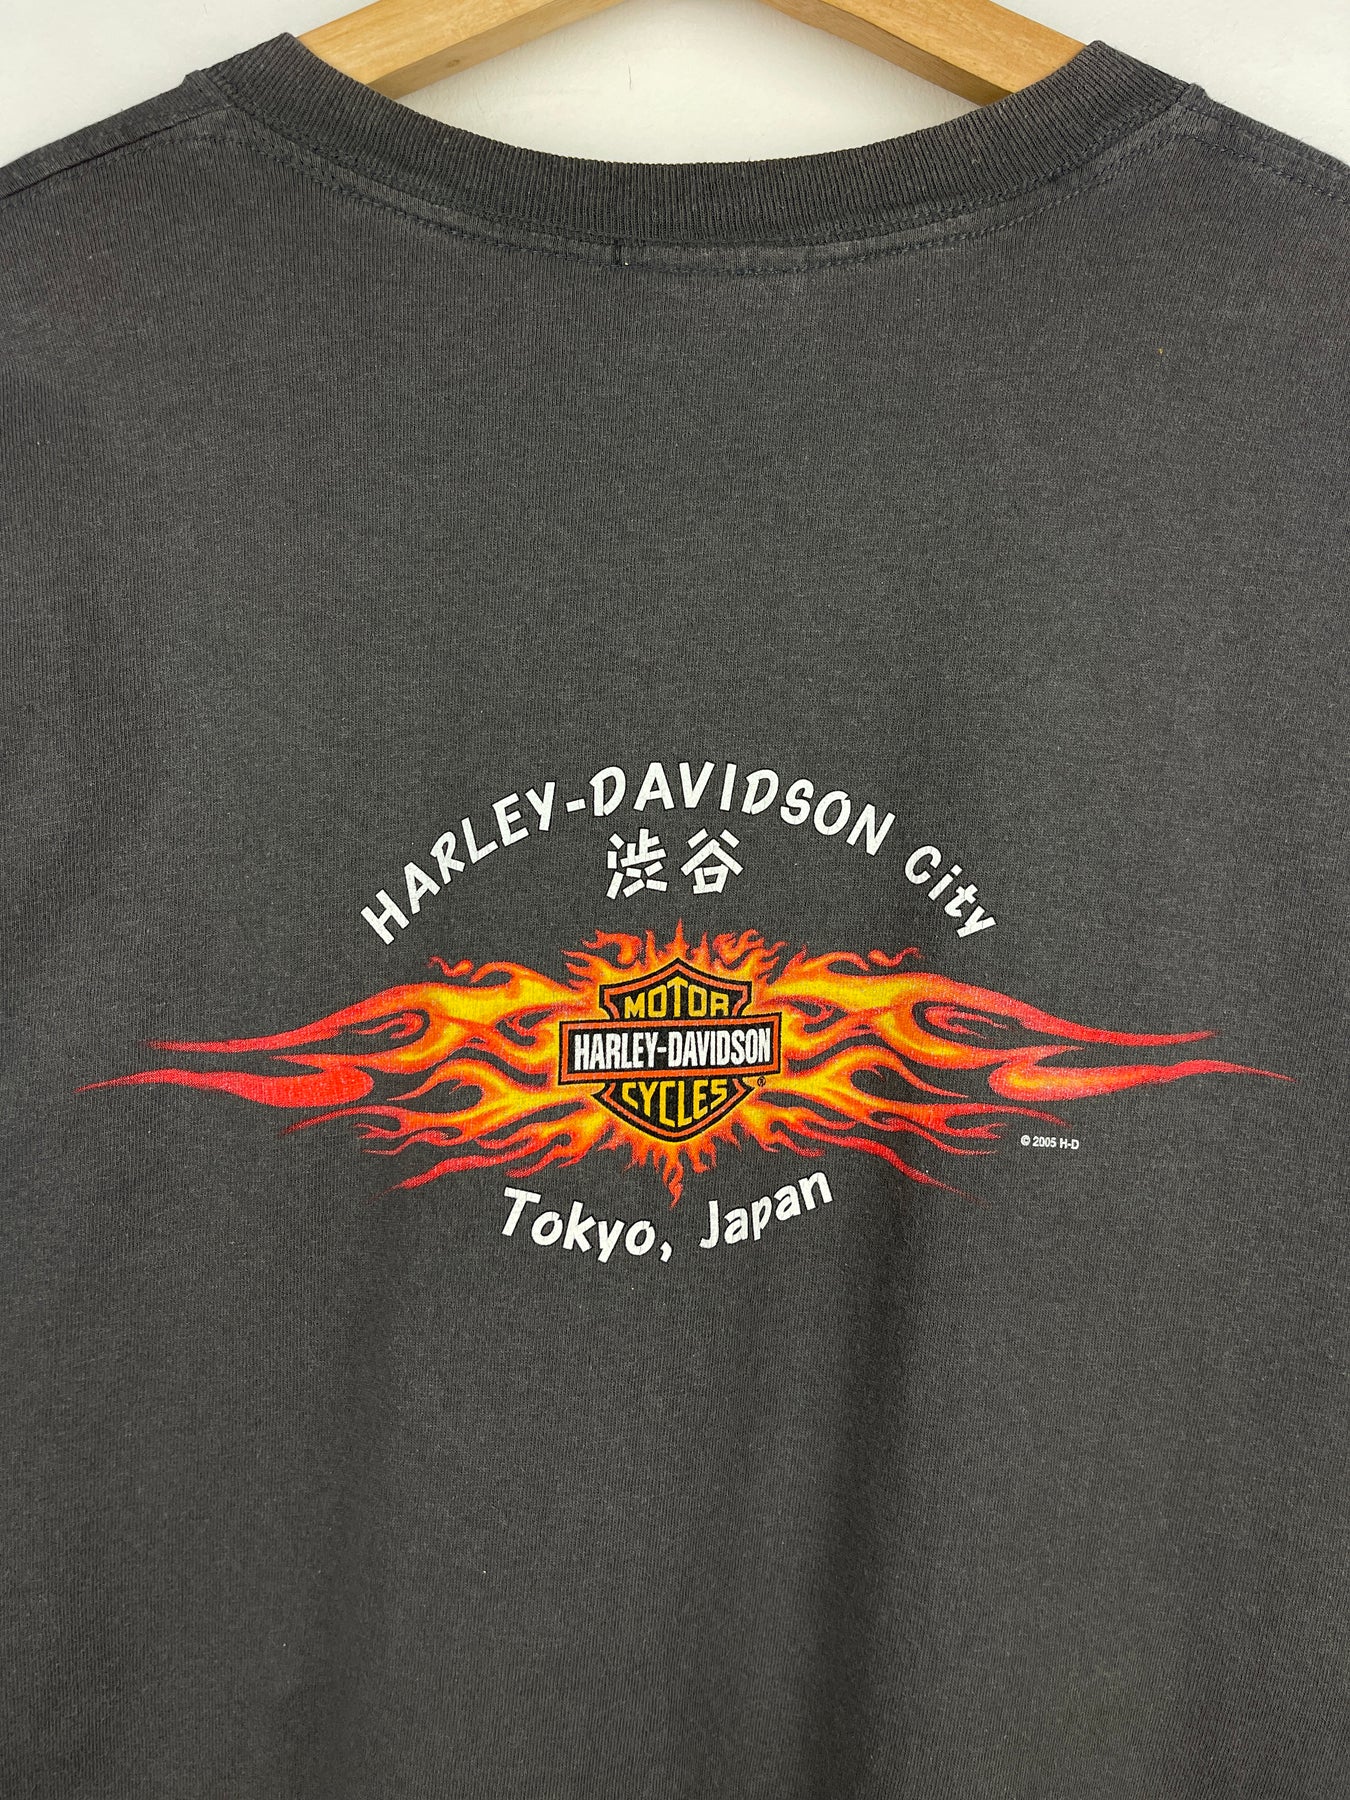 HARLEY-DAVIDSON City
渋谷
MOTOR
HARLEY-DAVIDSON
CYCLES
®
© 2005 H-D
Tokyo, Japan